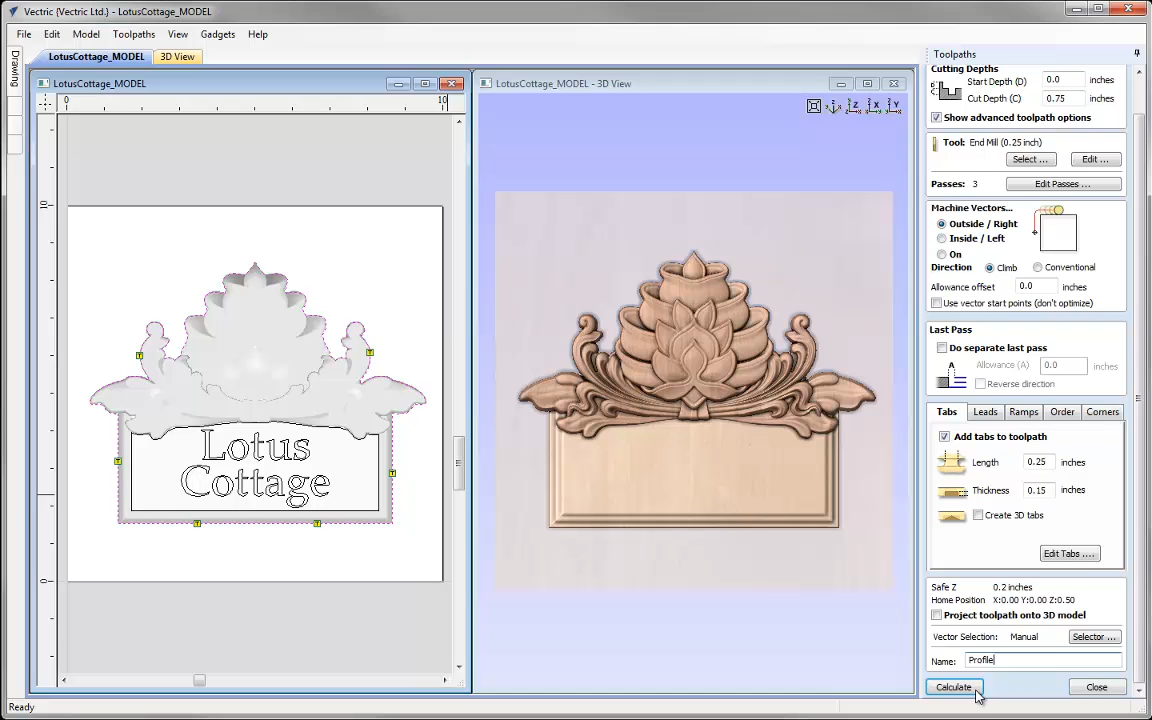 Vectric {Vectric Ltd.} - LotusCottage_MODEL
File Edit Model Toolpaths View Gadgets Help
Drawing
LotusCottage_MODEL 3D View
LotusCottage_MODEL
0 10
10
0
Lotus
Cottage
LotusCottage_MODEL - 3D View
Z X Y
Toolpaths
Cutting Depths
Start Depth (D) 0.0 inches
Cut Depth (C) 0.75 inches
Show advanced toolpath options
Tool: End Mill (0.25 inch)
Select ... Edit ...
Passes: 3 Edit Passes ...
Machine Vectors...
Outside / Right
Inside / Left
On
Direction Climb Conventional
Allowance offset 0.0 inches
Use vector start points (don't optimize)
Last Pass
Do separate last pass
A Allowance (A) 0.0 inches
Reverse direction
Tabs Leads Ramps Order Corners
Add tabs to toolpath
Length 0.25 inches
Thickness 0.15 inches
Create 3D tabs
Edit Tabs ....
Safe Z 0.2 inches
Home Position X:0.00 Y:0.00 Z:0.50
Project toolpath onto 3D model
Vector Selection: Manual Selector ...
Name: Profile
Calculate Close
Ready